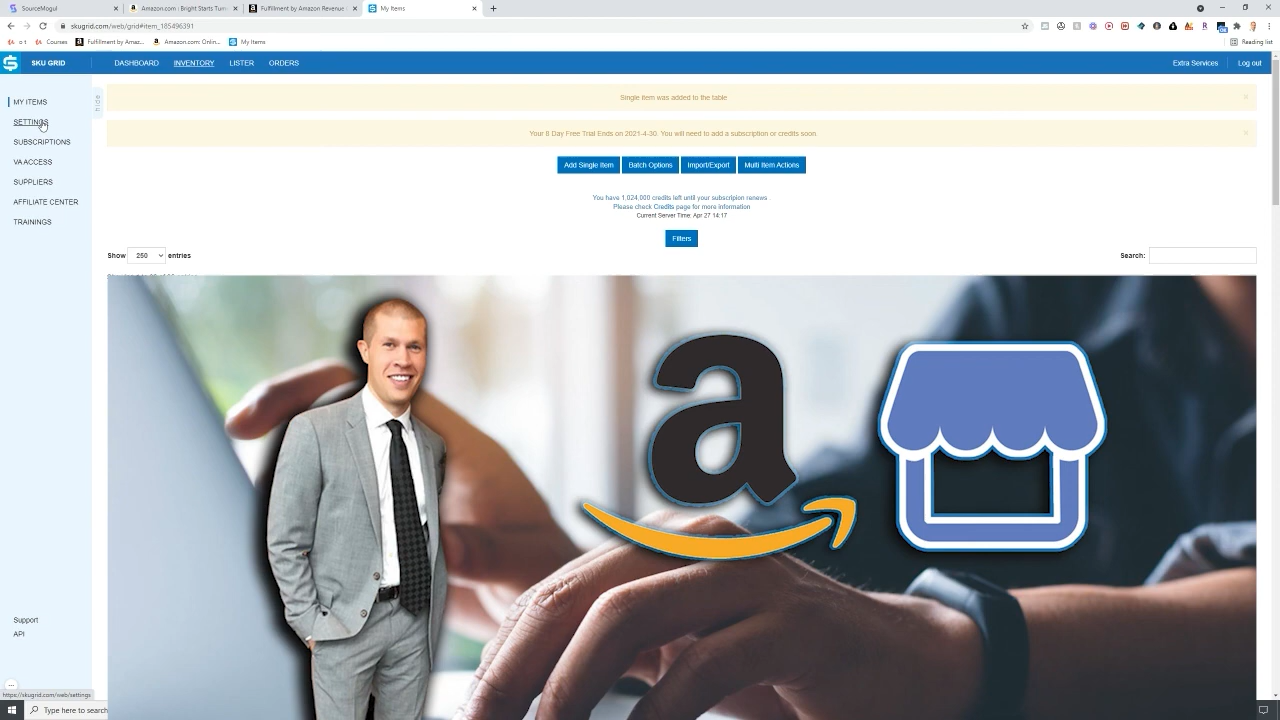 SourceMogul
Amazon.com : Bright Starts Turn
Fulfillment by Amazon Revenue
My Items
skugrid.com/web/grid#item_185496391
Courses
Fulfillment by Amaz...
Amazon.com: Onlin...
My Items
Reading list
SKU GRID
DASHBOARD
INVENTORY
LISTER
ORDERS
Extra Services
Log out
MY ITEMS
SETTINGS
SUBSCRIPTIONS
VA ACCESS
SUPPLIERS
AFFILIATE CENTER
TRAININGS
hide
Single item was added to the table
Your 8 Day Free Trial Ends on 2021-4-30. You will need to add a subscription or credits soon.
Add Single Item
Batch Options
Import/Export
Multi Item Actions
You have 1,024,000 credits left until your subscripion renews .
Please check Credits page for more information
Current Server Time: Apr 27 14:17
Filters
Show 250 entries
Search:
a
Support
API
https://skugrid.com/web/settings
Type here to search